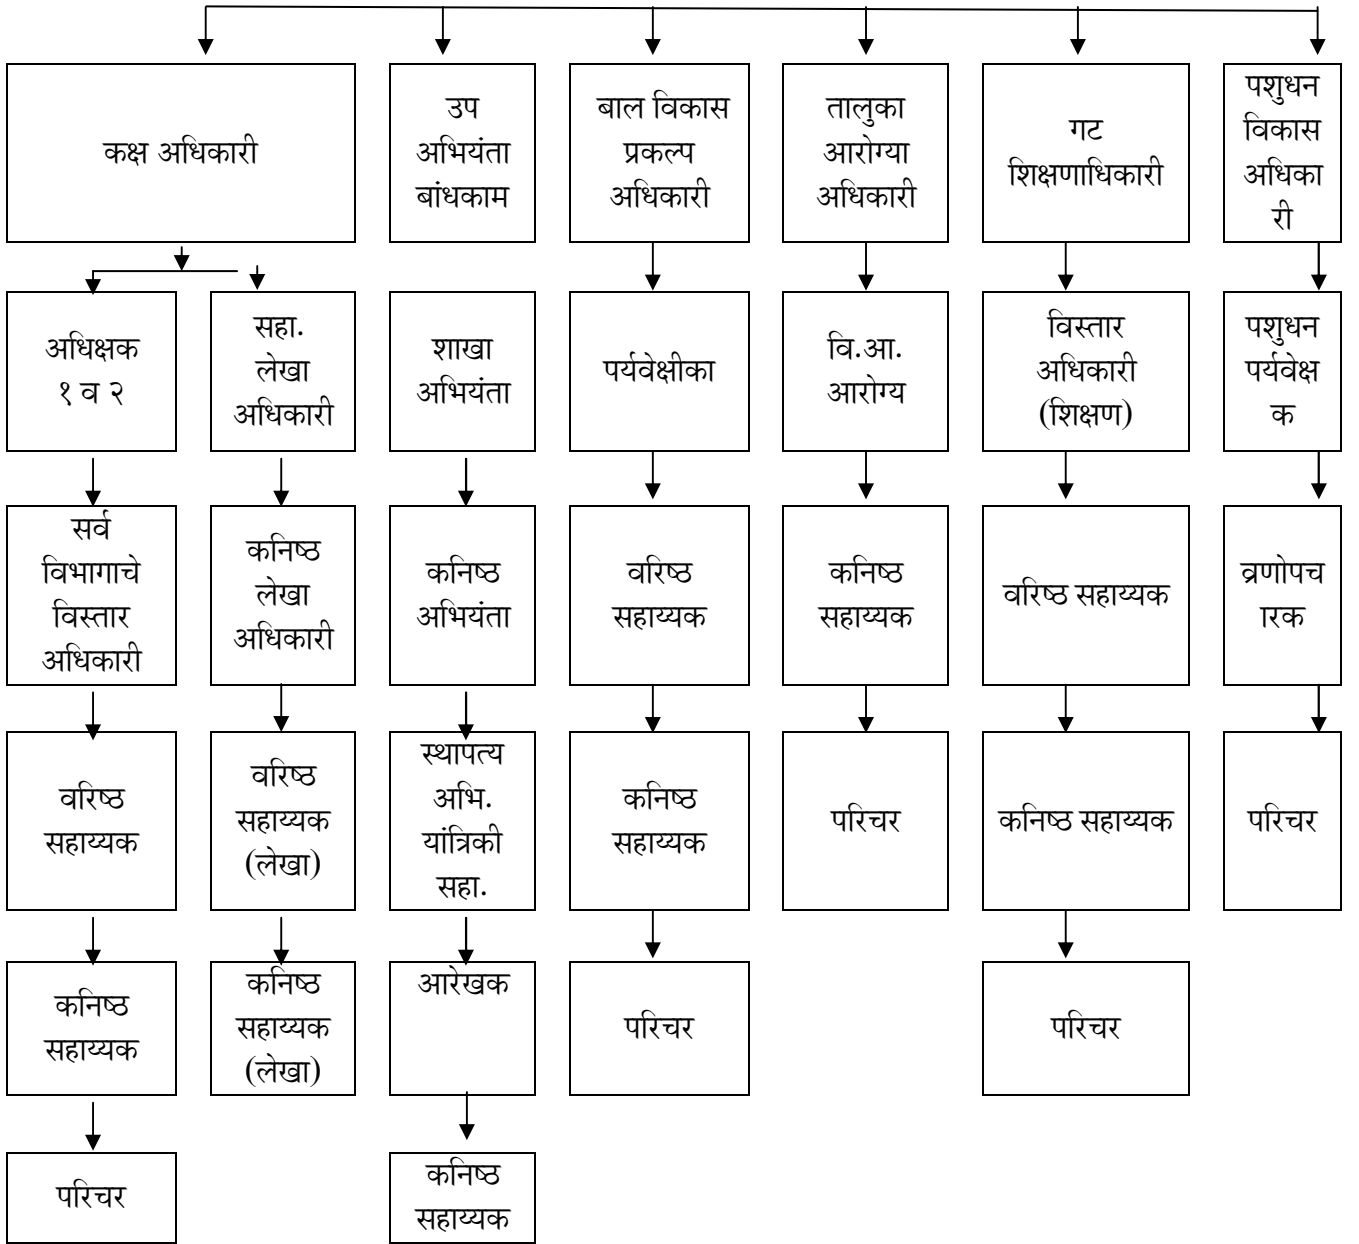 कक्ष अधिकारी
उप
अभियंता
बांधकाम
बाल विकास
प्रकल्प
अधिकारी
तालुका
आरोग्या
अधिकारी
गट
शिक्षणाधिकारी
पशुधन
विकास
अधिका
री
अधिक्षक
१ व २
सहा.
लेखा
अधिकारी
शाखा
अभियंता
पर्यवेक्षीका
वि.आ.
आरोग्य
विस्तार
अधिकारी
(शिक्षण)
पशुधन
पर्यवेक्ष
क
सर्व
विभागाचे
विस्तार
अधिकारी
कनिष्ठ
लेखा
अधिकारी
कनिष्ठ
अभियंता
वरिष्ठ
सहाय्यक
कनिष्ठ
सहाय्यक
वरिष्ठ सहाय्यक
व्रणोपच
ारक
वरिष्ठ
सहाय्यक
वरिष्ठ
सहाय्यक
(लेखा)
स्थापत्य
अभि.
यांत्रिकी
सहा.
कनिष्ठ
सहाय्यक
परिचर
कनिष्ठ सहाय्यक
परिचर
कनिष्ठ
सहाय्यक
कनिष्ठ
सहाय्यक
(लेखा)
आरेखक
परिचर
परिचर
परिचर
कनिष्ठ
सहाय्यक